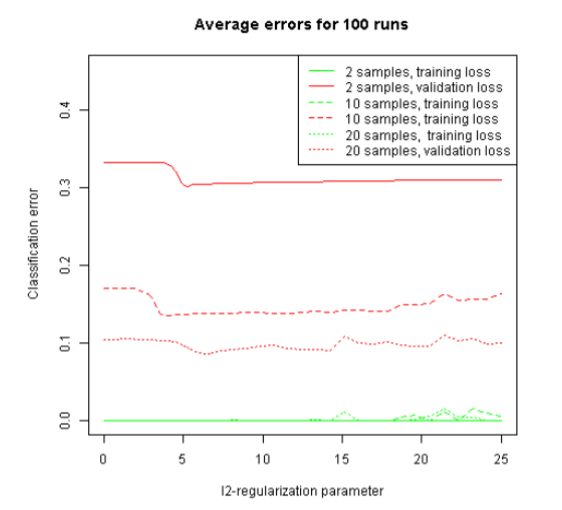 Average errors for 100 runs
2 samples, training loss
2 samples, validation loss
10 samples, training loss
10 samples, training loss
20 samples, training loss
20 samples, validation loss
Classification error
0.4
0.3
0.2
0.1
0.0
0 5 10 15 20 25
l2-regularization parameter